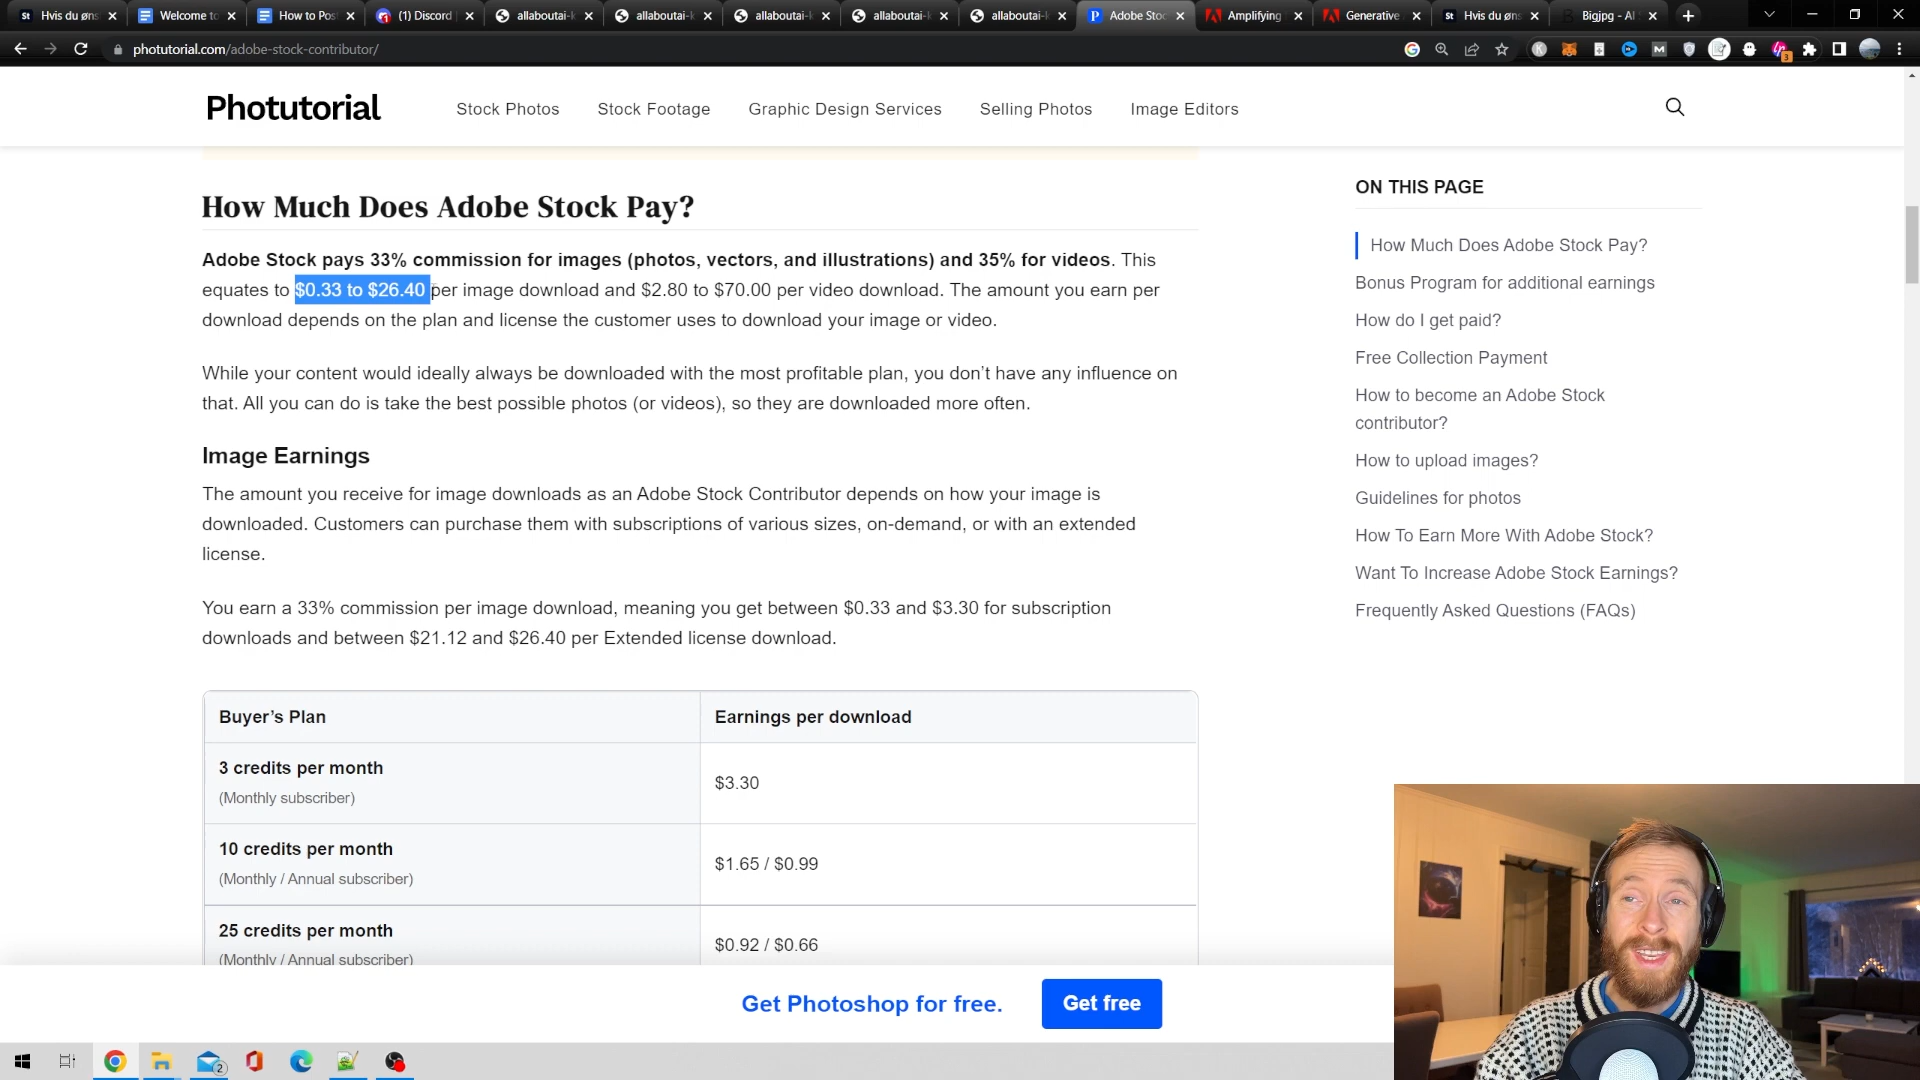 Hvis du øns
Welcome to
How to Pos
(1) Discord |
allaboutai-k
allaboutai-k
allaboutai-k
allaboutai-k
allaboutai-k
Adobe Stoc
Amplifying
Generative
Hvis du øns
Bigjpg - AI
photutorial.com/adobe-stock-contributor/
Photutorial
Stock Photos
Stock Footage
Graphic Design Services
Selling Photos
Image Editors
How Much Does Adobe Stock Pay?
Adobe Stock pays 33% commission for images (photos, vectors, and illustrations) and 35% for videos. This
equates to $0.33 to $26.40 per image download and $2.80 to $70.00 per video download. The amount you earn per
download depends on the plan and license the customer uses to download your image or video.
While your content would ideally always be downloaded with the most profitable plan, you don’t have any influence on
that. All you can do is take the best possible photos (or videos), so they are downloaded more often.
Image Earnings
The amount you receive for image downloads as an Adobe Stock Contributor depends on how your image is
downloaded. Customers can purchase them with subscriptions of various sizes, on-demand, or with an extended
license.
You earn a 33% commission per image download, meaning you get between $0.33 and $3.30 for subscription
downloads and between $21.12 and $26.40 per Extended license download.
Buyer’s Plan
Earnings per download
3 credits per month
(Monthly subscriber)
$3.30
10 credits per month
(Monthly / Annual subscriber)
$1.65 / $0.99
25 credits per month
(Monthly / Annual subscriber)
$0.92 / $0.66
ON THIS PAGE
How Much Does Adobe Stock Pay?
Bonus Program for additional earnings
How do I get paid?
Free Collection Payment
How to become an Adobe Stock
contributor?
How to upload images?
Guidelines for photos
How To Earn More With Adobe Stock?
Want To Increase Adobe Stock Earnings?
Frequently Asked Questions (FAQs)
Get Photoshop for free.
Get free